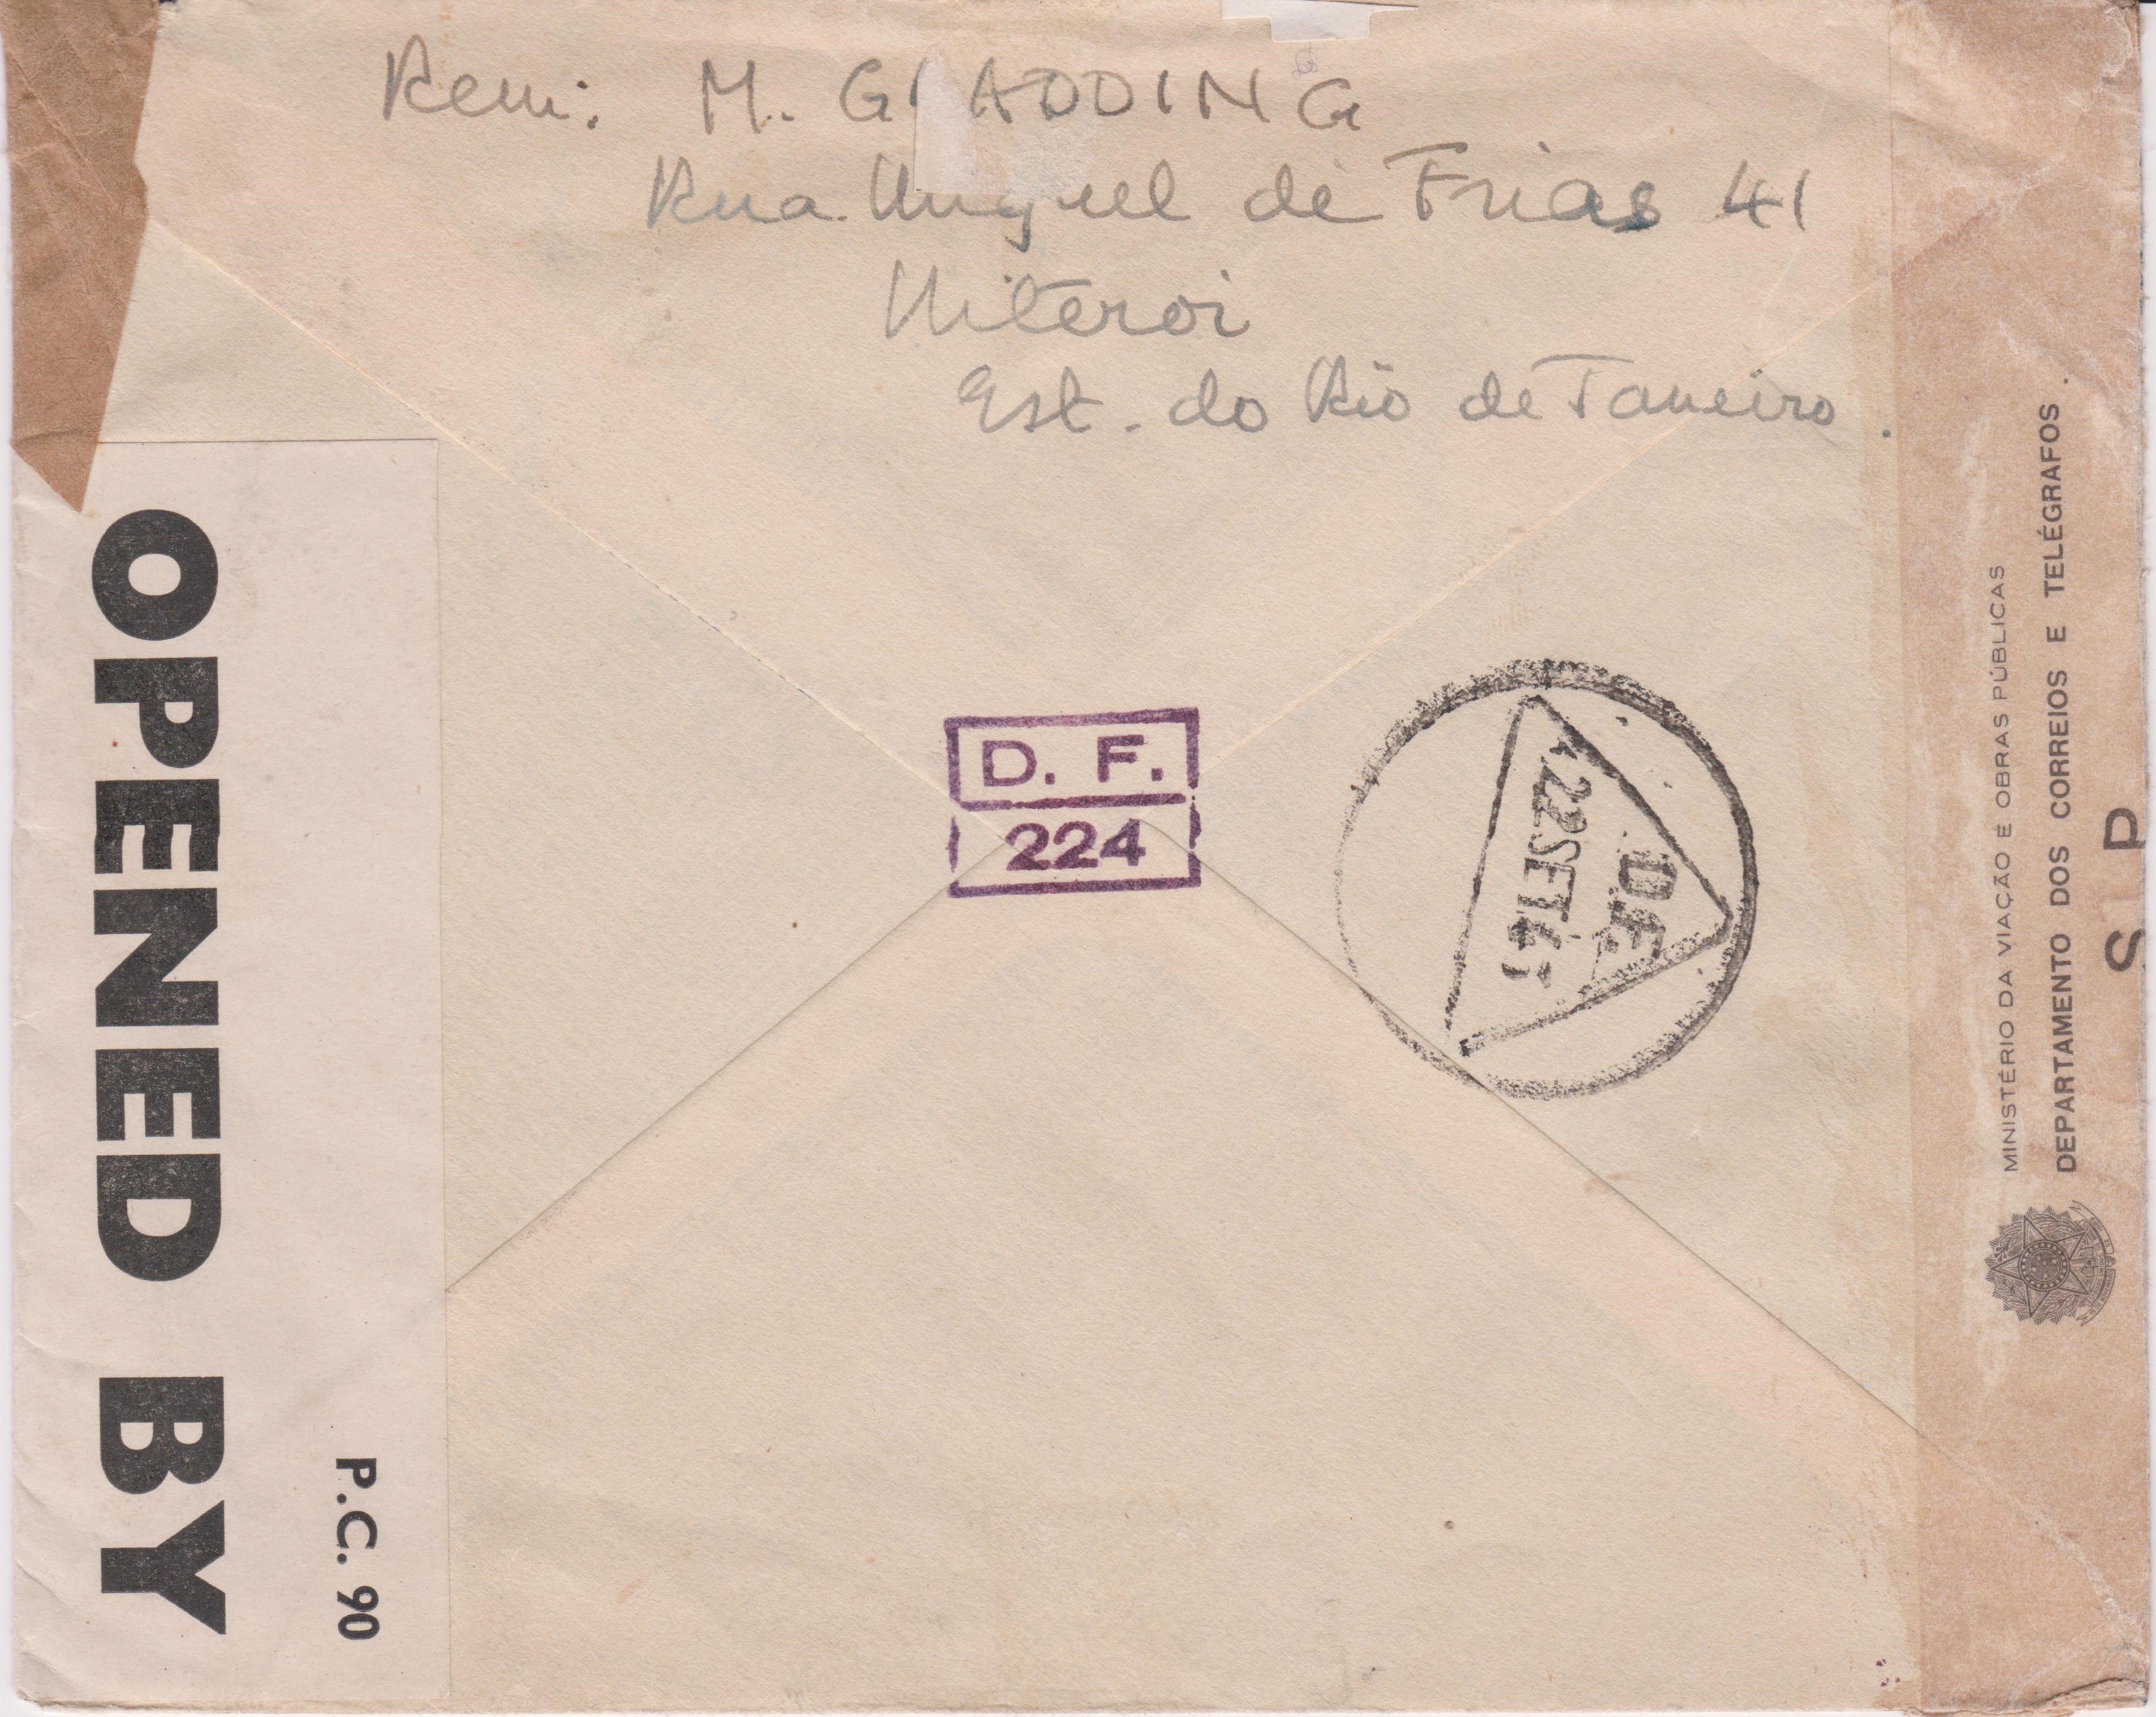 Rem: M. GLADDING
Rua Miguel de Frias 41
Niteroi
Est. do Rio de Janeiro.
OPENED BY
P.C. 90
D. F.
224
D.F.
22 SET 43
MINISTÉRIO DA VIAÇÃO E OBRAS PÚBLICAS
DEPARTAMENTO DOS CORREIOS E TELÉGRAFOS.
S P